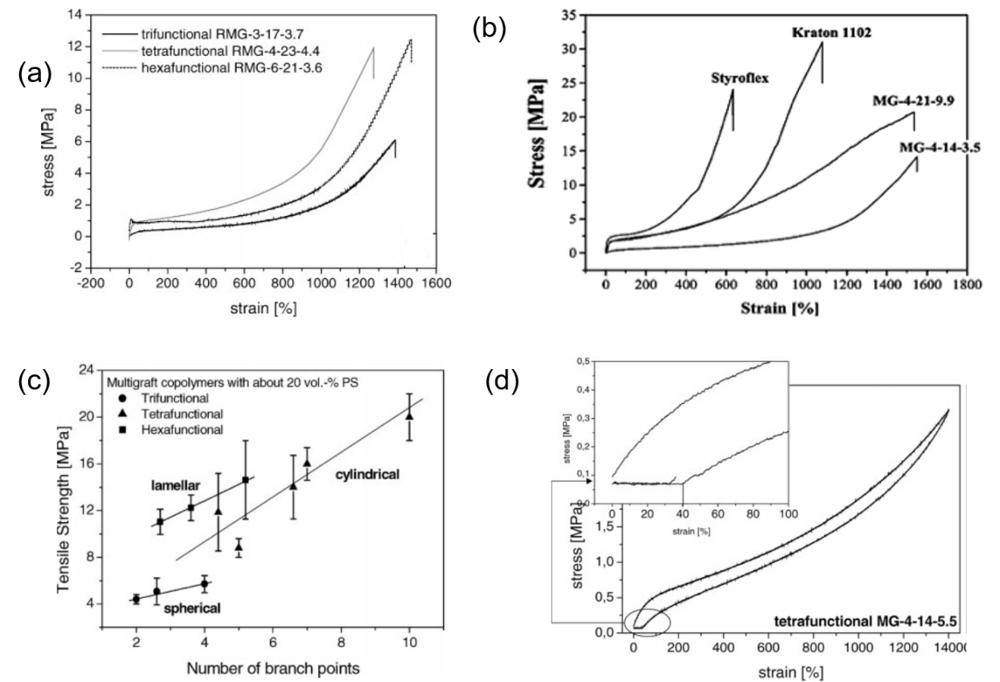 (a)
14
12
10
8
6
4
2
0
-2
stress [MPa]
trifunctional RMG-3-17-3.7
tetrafunctional RMG-4-23-4.4
hexafunctional RMG-6-21-3.6
-200 0 200 400 600 800 1000 1200 1400 1600
strain [%]
(b)
35
30
25
20
15
10
5
0
Stress [MPa]
Kraton 1102
Styroflex
MG-4-21-9.9
MG-4-14-3.5
0 200 400 600 800 1000 1200 1400 1600 1800
Strain [%]
(c)
24
20
16
12
8
4
Tensile Strength [MPa]
Multigraft copolymers with about 20 vol.-% PS
Trifunctional
Tetrafunctional
Hexafunctional
lamellar
cylindrical
spherical
2 4 6 8 10
Number of branch points
(d)
0,5
0,4
0,3
0,2
0,1
0,0
stress [MPa]
0 20 40 60 80 100
strain [%]
1,5
1,0
0,5
0,0
stress [MPa]
tetrafunctional MG-4-14-5.5
0 200 400 600 800 1000 1200 14000
strain [%]